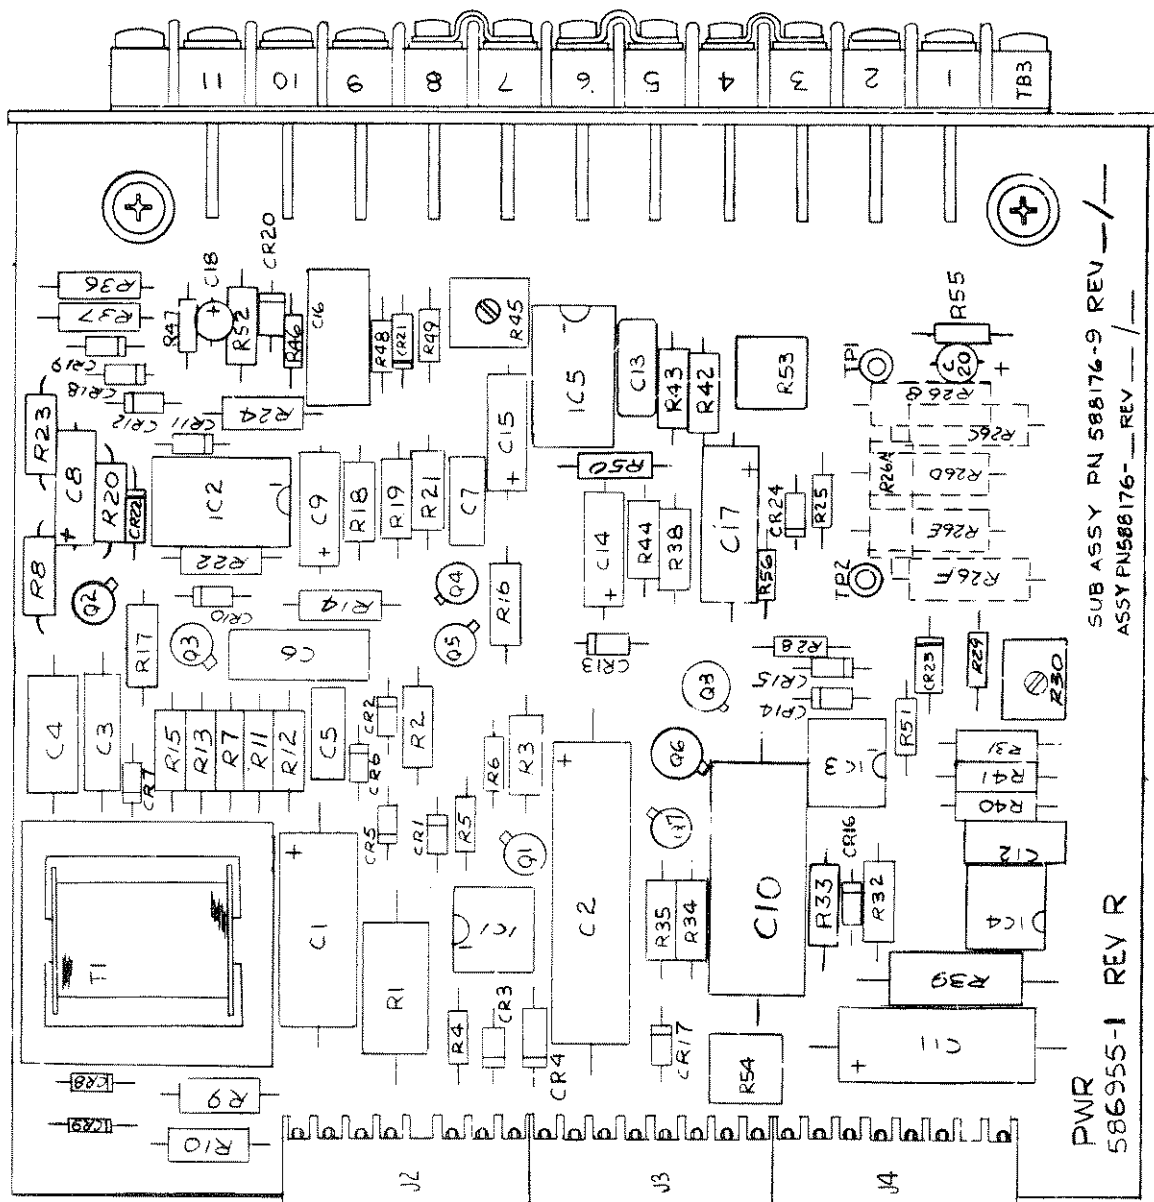 11
10
9
8
7
6
5
4
3
2
1
TB3
R36
R37
CR19
CR18
CR12
CR11
R47
C18
+
R52
CR20
R46
C16
R24
R48
CR21
R49
R45
IC5
C13
R43
R42
R53
TP1
C20
+
R55
R26B
R26C
R26A
R26D
R26E
R26F
TP2
R23
C8
+
R20
CR22
R8
IC2
C9
+
R18
R19
R21
C7
C15
+
R50
C14
+
R44
R38
C17
+
R56
CR24
R25
R22
Q2
CR10
R14
Q4
Q5
R16
R17
Q3
C6
CR13
Q3
R28
CR15
CR14
CR23
R29
R30
SUB ASSY PN 588176-9 REV _/_
ASSY PN588176-__REV __/__
C4
C3
CR7
R15
R13
R7
R11
R12
C5
CR2
CR6
R2
R6
R3
+
Q6
IC3
R51
R31
R41
R40
T1
C1
+
CR5
CR1
R5
Q1
Q7
C2
C10
R35
R34
R33
CR16
R32
C12
IC4
R1
IC1
R4
CR3
CR4
CR17
R54
R39
C11
+
CR8
CR9
R9
R10
J2
J3
J4
PWR
586955-1 REV R